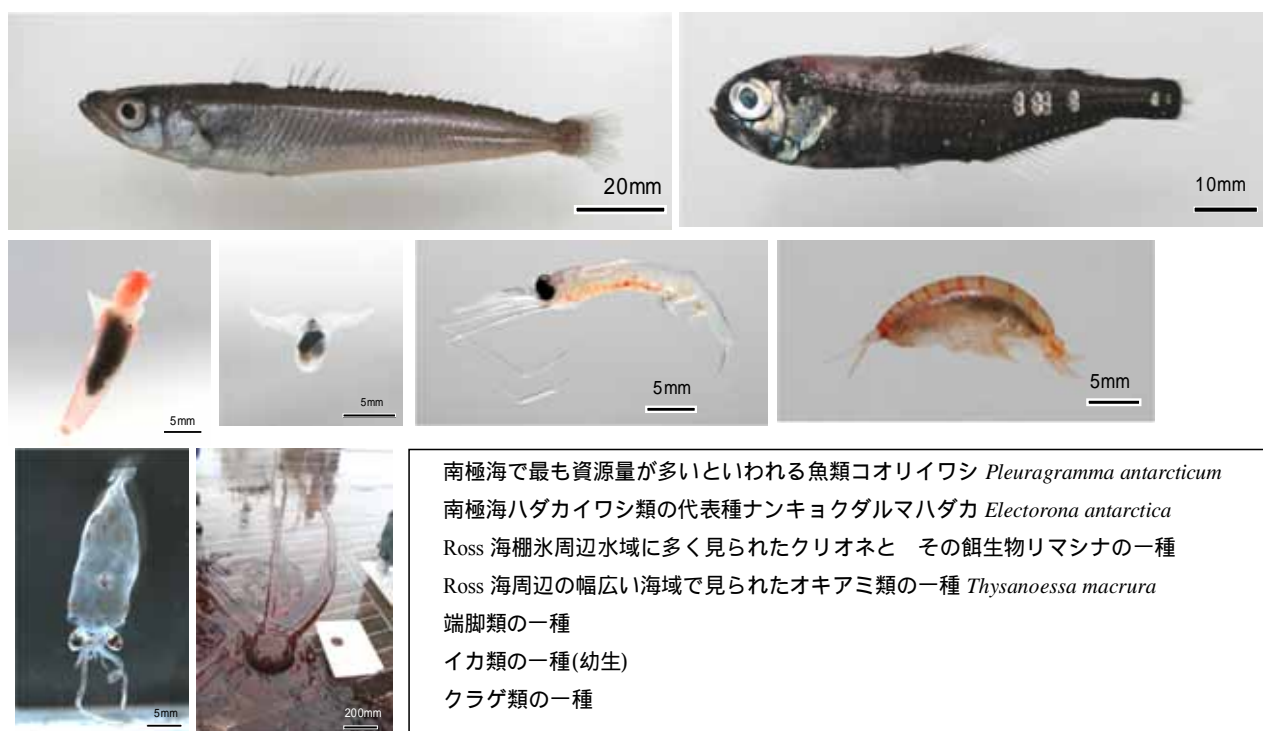 20mm
10mm
5mm
5mm
5mm
5mm
5mm
200mm
南極海で最も資源量が多いといわれる魚類コオリイワシ Pleuragramma antarcticum
南極海ハダカイワシ類の代表種ナンキョクダルマハダカ Electorona antarctica
Ross 海棚氷周辺水域に多く見られたクリオネと　その餌生物リマシナの一種
Ross 海周辺の幅広い海域で見られたオキアミ類の一種 Thysanoessa macrura
端脚類の一種
イカ類の一種(幼生)
クラゲ類の一種